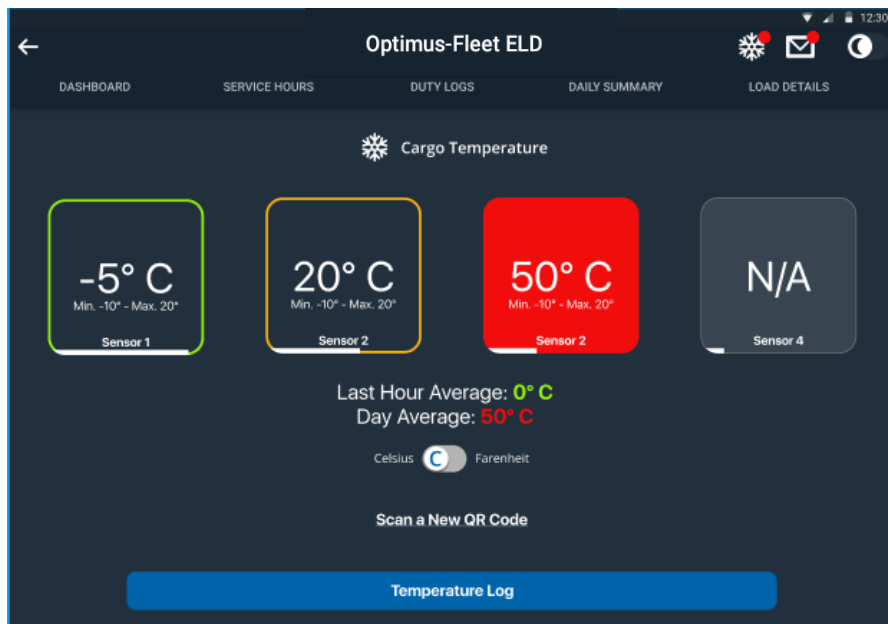 12:30
Optimus-Fleet ELD
DASHBOARD SERVICE HOURS DUTY LOGS DAILY SUMMARY LOAD DETAILS
Cargo Temperature
-5° C 20° C 50° C N/A
Min. -10° - Max. 20° Min. -10° - Max. 20° Min. -10° - Max. 20°
Sensor 1 Sensor 2 Sensor 2 Sensor 4
Last Hour Average: 0° C
Day Average: 50° C
Celsius C Farenheit
Scan a New QR Code
Temperature Log